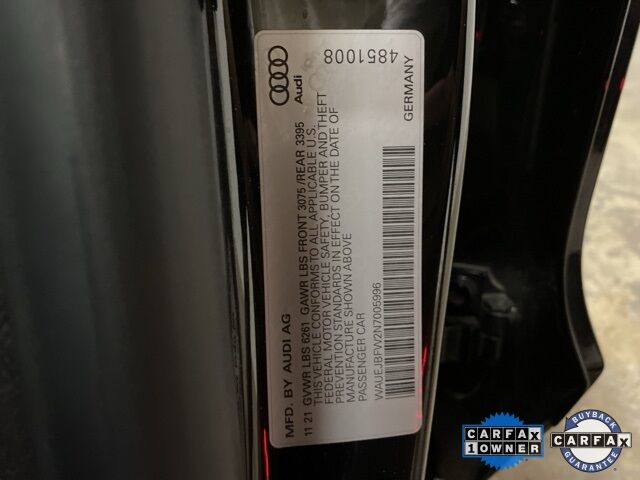 Audi
4851008
GERMANY
MFD. BY AUDI AG
11 21 GVWR LBS 6261 GAWR LBS FRONT 3075/REAR 3395
THIS VEHICLE CONFORMS TO ALL APPLICABLE U.S.
FEDERAL MOTOR VEHICLE SAFETY, BUMPER AND THEFT
PREVENTION STANDARDS IN EFFECT ON THE DATE OF
MANUFACTURE SHOWN ABOVE
PASSENGER CAR
WAUEJBFW2N7005996
CARFAX
1 OWNER
BUYBACK
CARFAX
GUARANTEE